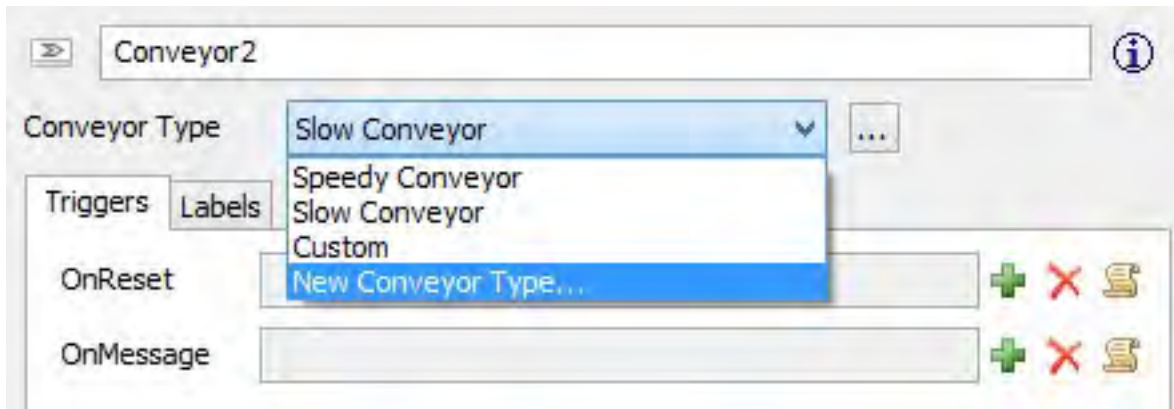 Conveyor2
Conveyor Type
Slow Conveyor
...
Speedy Conveyor
Triggers
Labels
Slow Conveyor
Custom
OnReset
New Conveyor Type...
OnMessage